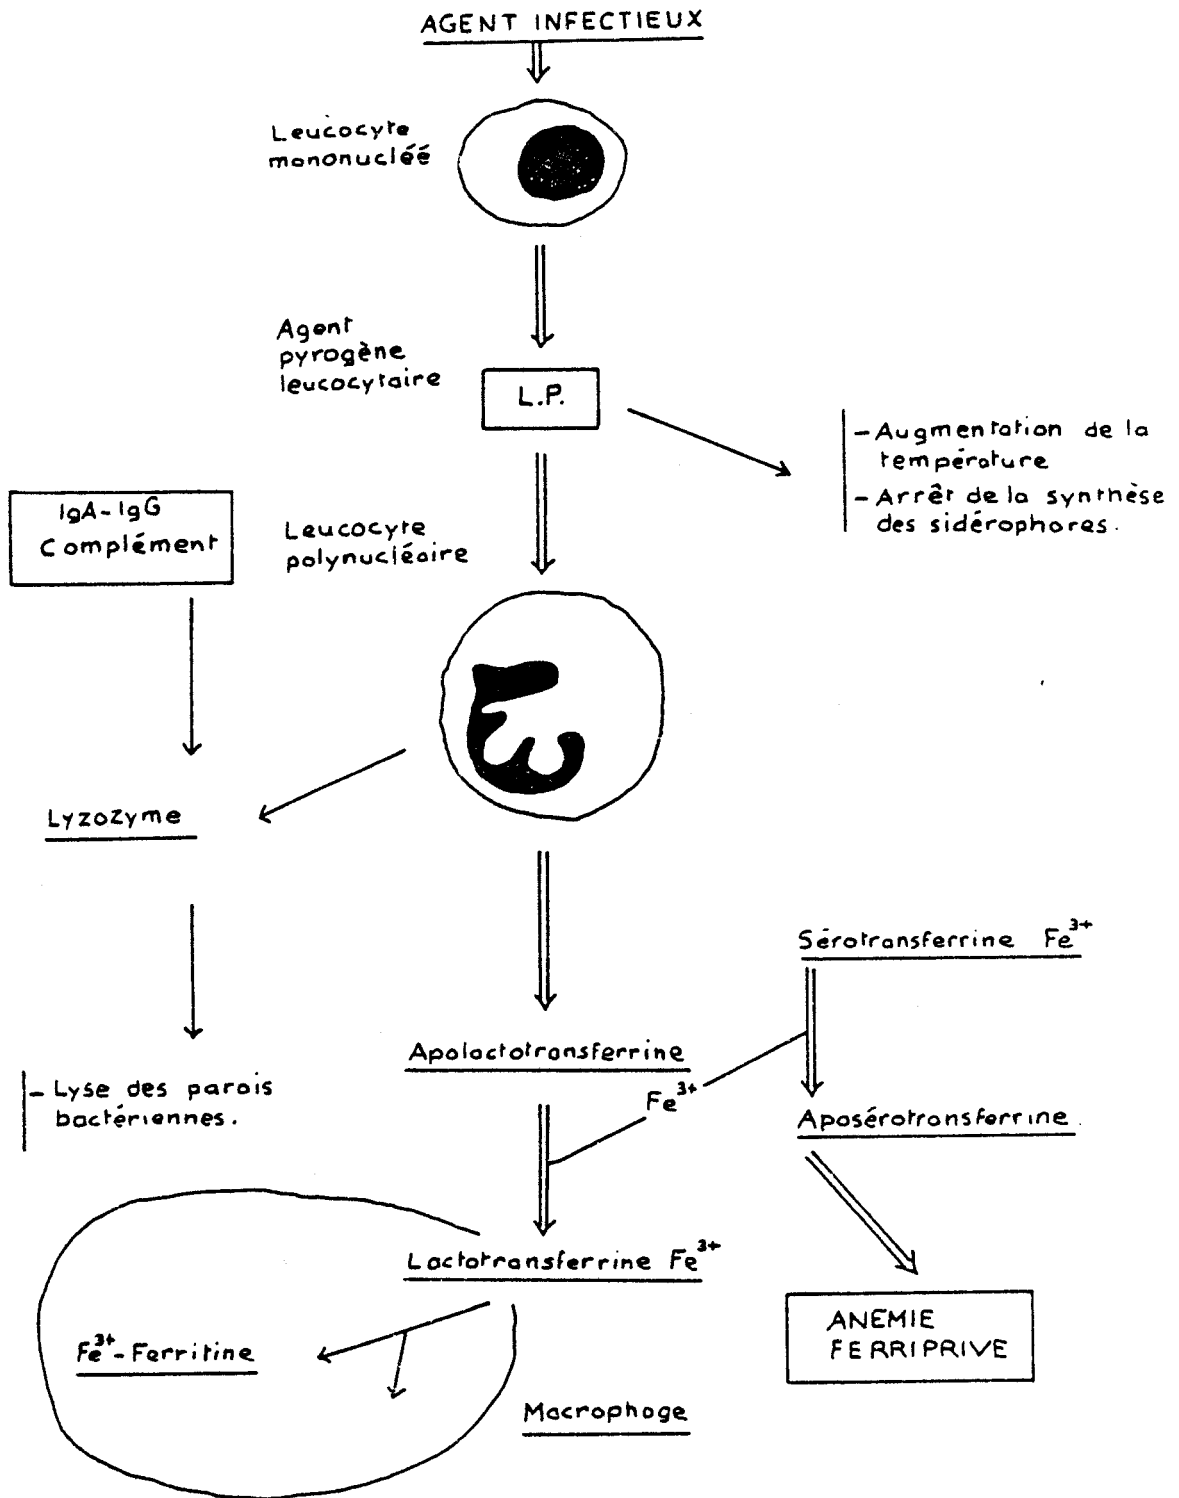 AGENT INFECTIEUX
Leucocyte
mononucléé
Agent
pyrogène
leucocytaire
L.P.
- Augmentation de la
température
- Arrêt de la synthèse
des sidérophores.
IgA-IgG
Complément
Leucocyte
polynucléaire
Lyzozyme
Sérotransferrine Fe³⁺
Apolactotransferrine
Fe³⁺
- Lyse des parois
bactériennes.
Aposérotransferrine
Lactotransferrine Fe³⁺
ANEMIE
FERRIPRIVE
Fe³⁺-Ferritine
Macrophage